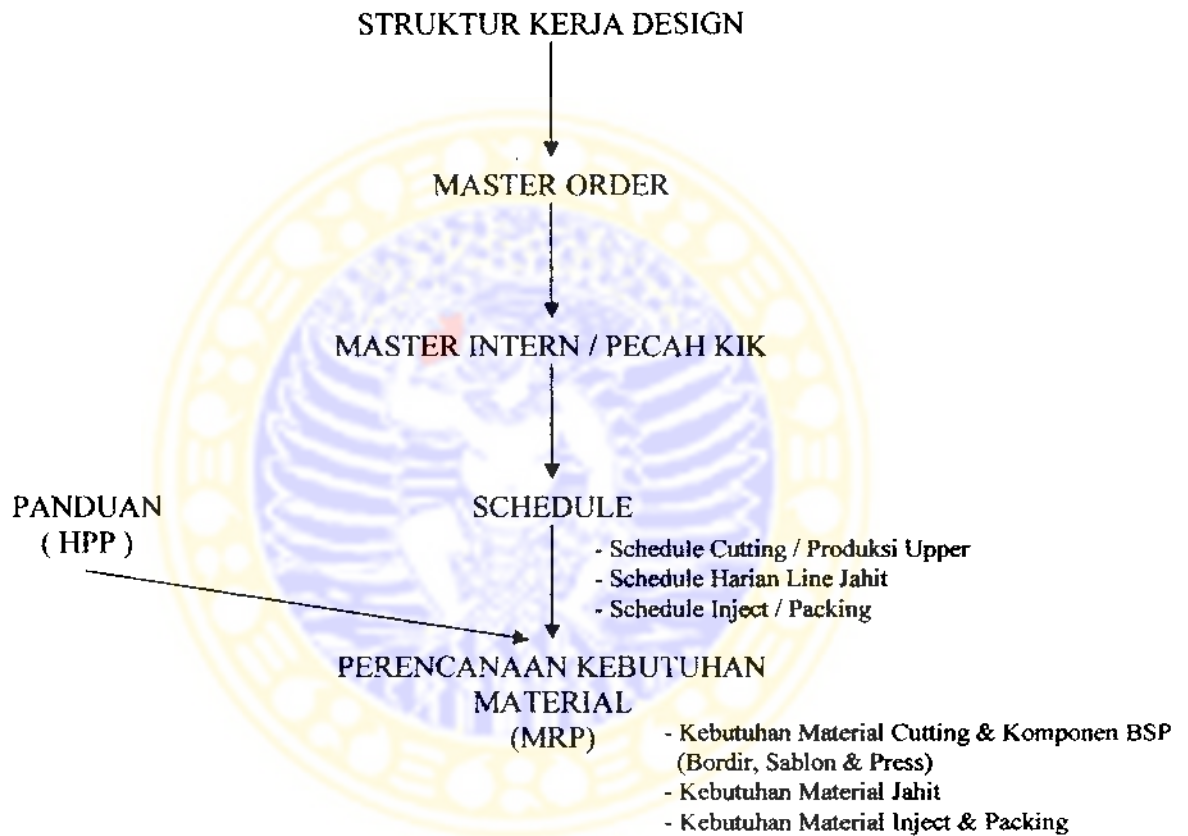 STRUKTUR KERJA DESIGN
MASTER ORDER
MASTER INTERN / PECAH KIK
PANDUAN
( HPP )
SCHEDULE
- Schedule Cutting / Produksi Upper
- Schedule Harian Line Jahit
- Schedule Inject / Packing
PERENCANAAN KEBUTUHAN
MATERIAL
(MRP)
- Kebutuhan Material Cutting & Komponen BSP
(Bordir, Sablon & Press)
- Kebutuhan Material Jahit
- Kebutuhan Material Inject & Packing